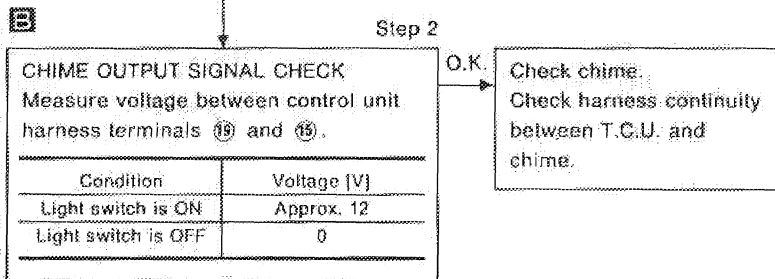 B
Step 2
CHIME OUTPUT SIGNAL CHECK
Measure voltage between control unit
harness terminals ⑲ and ⑮.
Condition Voltage [V]
Light switch is ON Approx. 12
Light switch is OFF 0
O.K.
Check chime.
Check harness continuity
between T.C.U. and
chime.